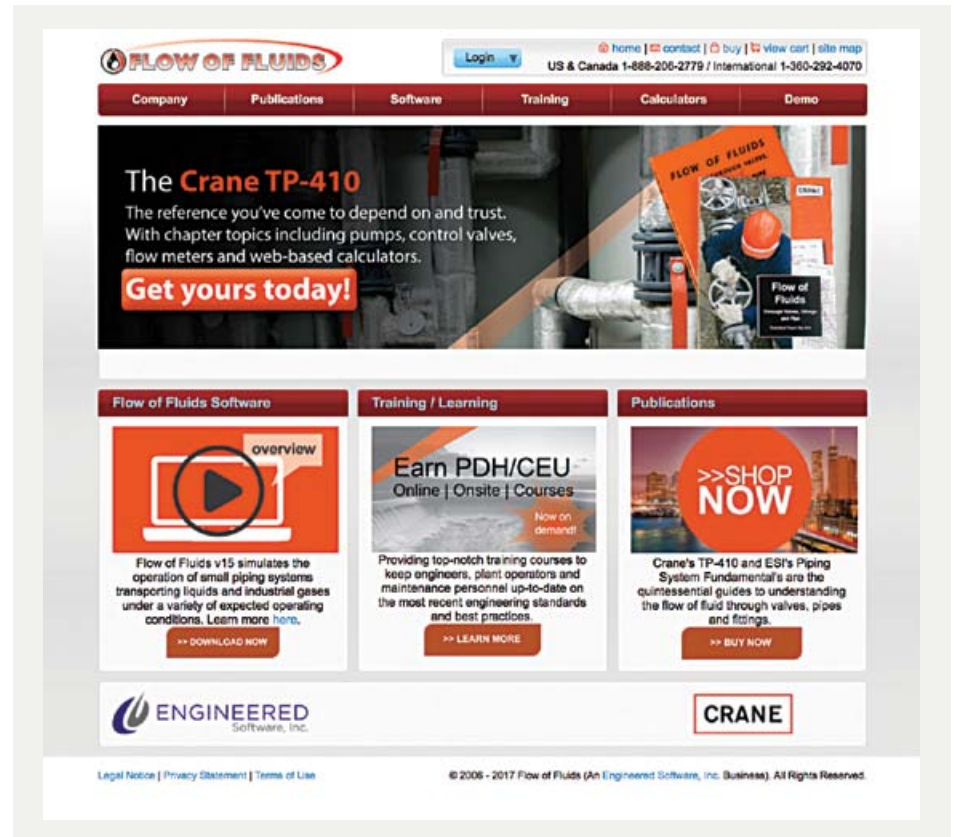 FLOW OF FLUIDS
Login
home | contact | buy | view cart | site map
US & Canada 1-888-206-2779 / International 1-360-292-4070
Company Publications Software Training Calculators Demo
The Crane TP-410
The reference you've come to depend on and trust.
With chapter topics including pumps, control valves,
flow meters and web-based calculators.
Get yours today!
FLOW OF FLUIDS
THROUGH VALVES,
CRANE
Flow of
Fluids
Flow of Fluids Software
overview
Flow of Fluids v15 simulates the
operation of small piping systems
transporting liquids and industrial gases
under a variety of expected operating
conditions. Learn more here.
>> DOWNLOAD NOW
Training / Learning
Earn PDH/CEU
Online | Onsite | Courses
Now on
demand!
Providing top-notch training courses to
keep engineers, plant operators and
maintenance personnel up-to-date on
the most recent engineering standards
and best practices.
>> LEARN MORE
Publications
>>SHOP
NOW
Crane's TP-410 and ESI's Piping
System Fundamental's are the
quintessential guides to understanding
the flow of fluid through valves, pipes
and fittings.
>> BUY NOW
ENGINEERED
Software, Inc.
CRANE
Legal Notice | Privacy Statement | Terms of Use
© 2006 - 2017 Flow of Fluids (An Engineered Software, Inc. Business). All Rights Reserved.